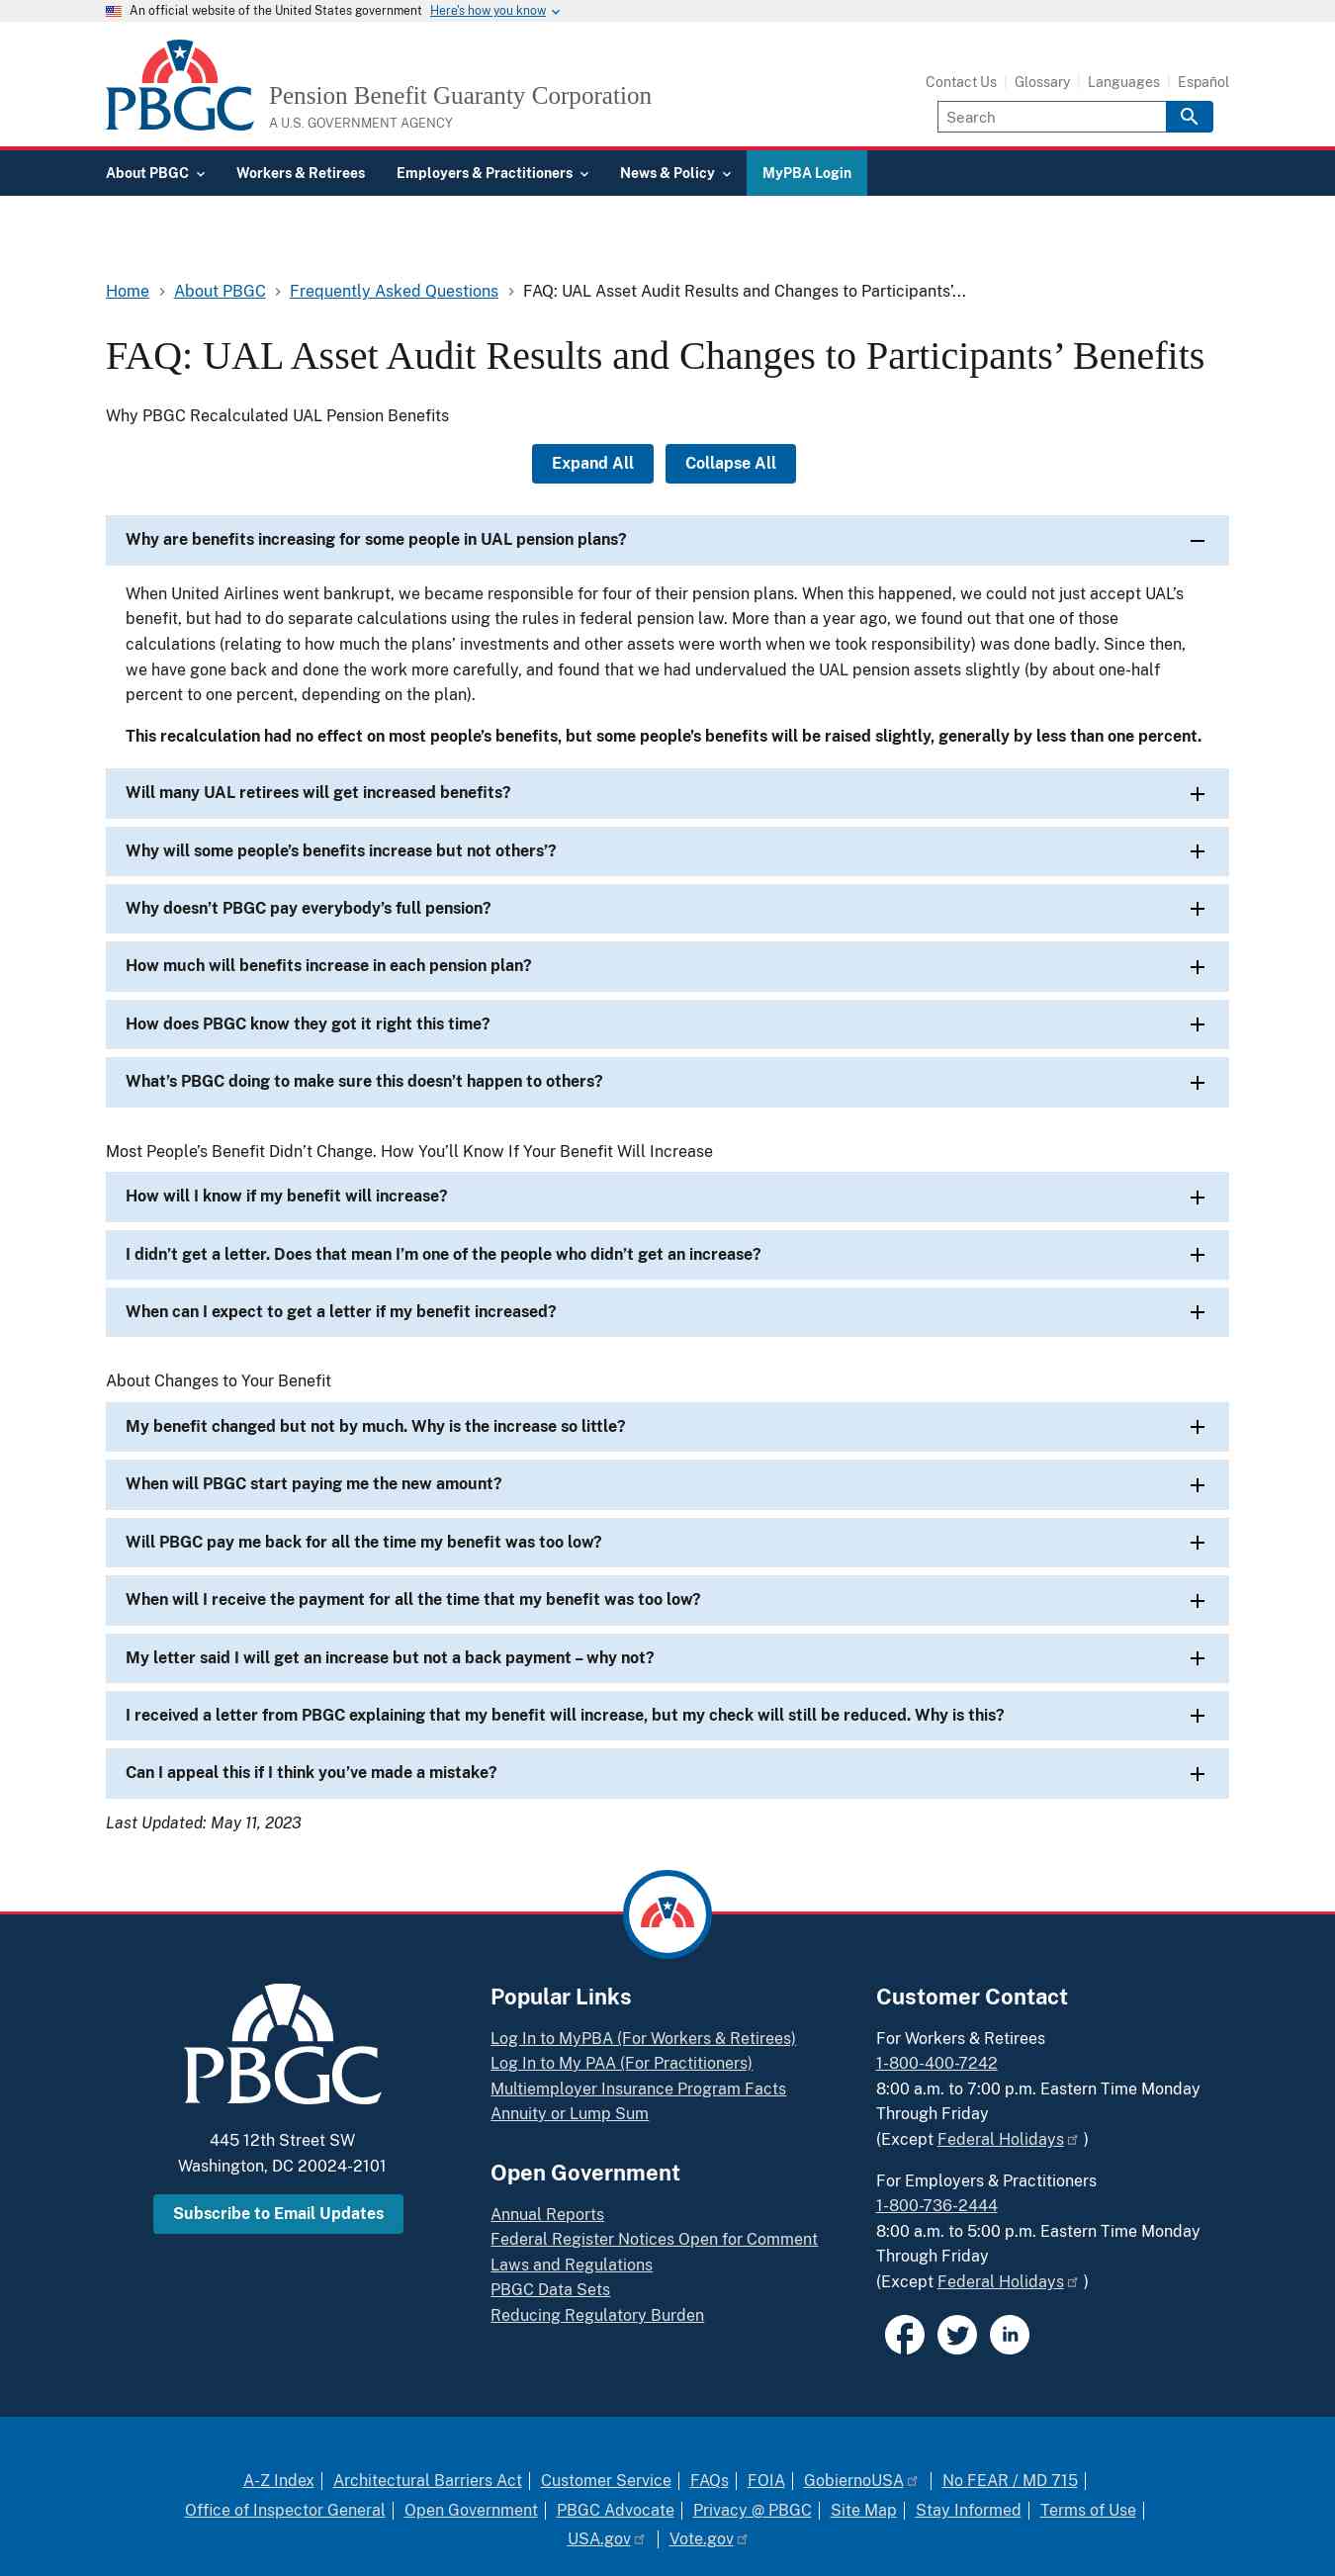 An official website of the United States government Here's how you know
PBGC
Pension Benefit Guaranty Corporation
A U.S. GOVERNMENT AGENCY
Contact Us Glossary Languages Español
Search
About PBGC Workers & Retirees Employers & Practitioners News & Policy MyPBA Login
Home About PBGC Frequently Asked Questions FAQ: UAL Asset Audit Results and Changes to Participants’...
FAQ: UAL Asset Audit Results and Changes to Participants’ Benefits
Why PBGC Recalculated UAL Pension Benefits
Expand All Collapse All
Why are benefits increasing for some people in UAL pension plans?
When United Airlines went bankrupt, we became responsible for four of their pension plans. When this happened, we could not just accept UAL’s
benefit, but had to do separate calculations using the rules in federal pension law. More than a year ago, we found out that one of those
calculations (relating to how much the plans’ investments and other assets were worth when we took responsibility) was done badly. Since then,
we have gone back and done the work more carefully, and found that we had undervalued the UAL pension assets slightly (by about one-half
percent to one percent, depending on the plan).
This recalculation had no effect on most people’s benefits, but some people’s benefits will be raised slightly, generally by less than one percent.
Will many UAL retirees will get increased benefits?
Why will some people’s benefits increase but not others’?
Why doesn’t PBGC pay everybody’s full pension?
How much will benefits increase in each pension plan?
How does PBGC know they got it right this time?
What’s PBGC doing to make sure this doesn’t happen to others?
Most People’s Benefit Didn’t Change. How You’ll Know If Your Benefit Will Increase
How will I know if my benefit will increase?
I didn’t get a letter. Does that mean I’m one of the people who didn’t get an increase?
When can I expect to get a letter if my benefit increased?
About Changes to Your Benefit
My benefit changed but not by much. Why is the increase so little?
When will PBGC start paying me the new amount?
Will PBGC pay me back for all the time my benefit was too low?
When will I receive the payment for all the time that my benefit was too low?
My letter said I will get an increase but not a back payment – why not?
I received a letter from PBGC explaining that my benefit will increase, but my check will still be reduced. Why is this?
Can I appeal this if I think you’ve made a mistake?
Last Updated: May 11, 2023
PBGC
445 12th Street SW
Washington, DC 20024-2101
Subscribe to Email Updates
Popular Links
Log In to MyPBA (For Workers & Retirees)
Log In to My PAA (For Practitioners)
Multiemployer Insurance Program Facts
Annuity or Lump Sum
Open Government
Annual Reports
Federal Register Notices Open for Comment
Laws and Regulations
PBGC Data Sets
Reducing Regulatory Burden
Customer Contact
For Workers & Retirees
1-800-400-7242
8:00 a.m. to 7:00 p.m. Eastern Time Monday
Through Friday
(Except Federal Holidays )
For Employers & Practitioners
1-800-736-2444
8:00 a.m. to 5:00 p.m. Eastern Time Monday
Through Friday
(Except Federal Holidays )
A-Z Index Architectural Barriers Act Customer Service FAQs FOIA GobiernoUSA No FEAR / MD 715
Office of Inspector General Open Government PBGC Advocate Privacy @ PBGC Site Map Stay Informed Terms of Use
USA.gov Vote.gov